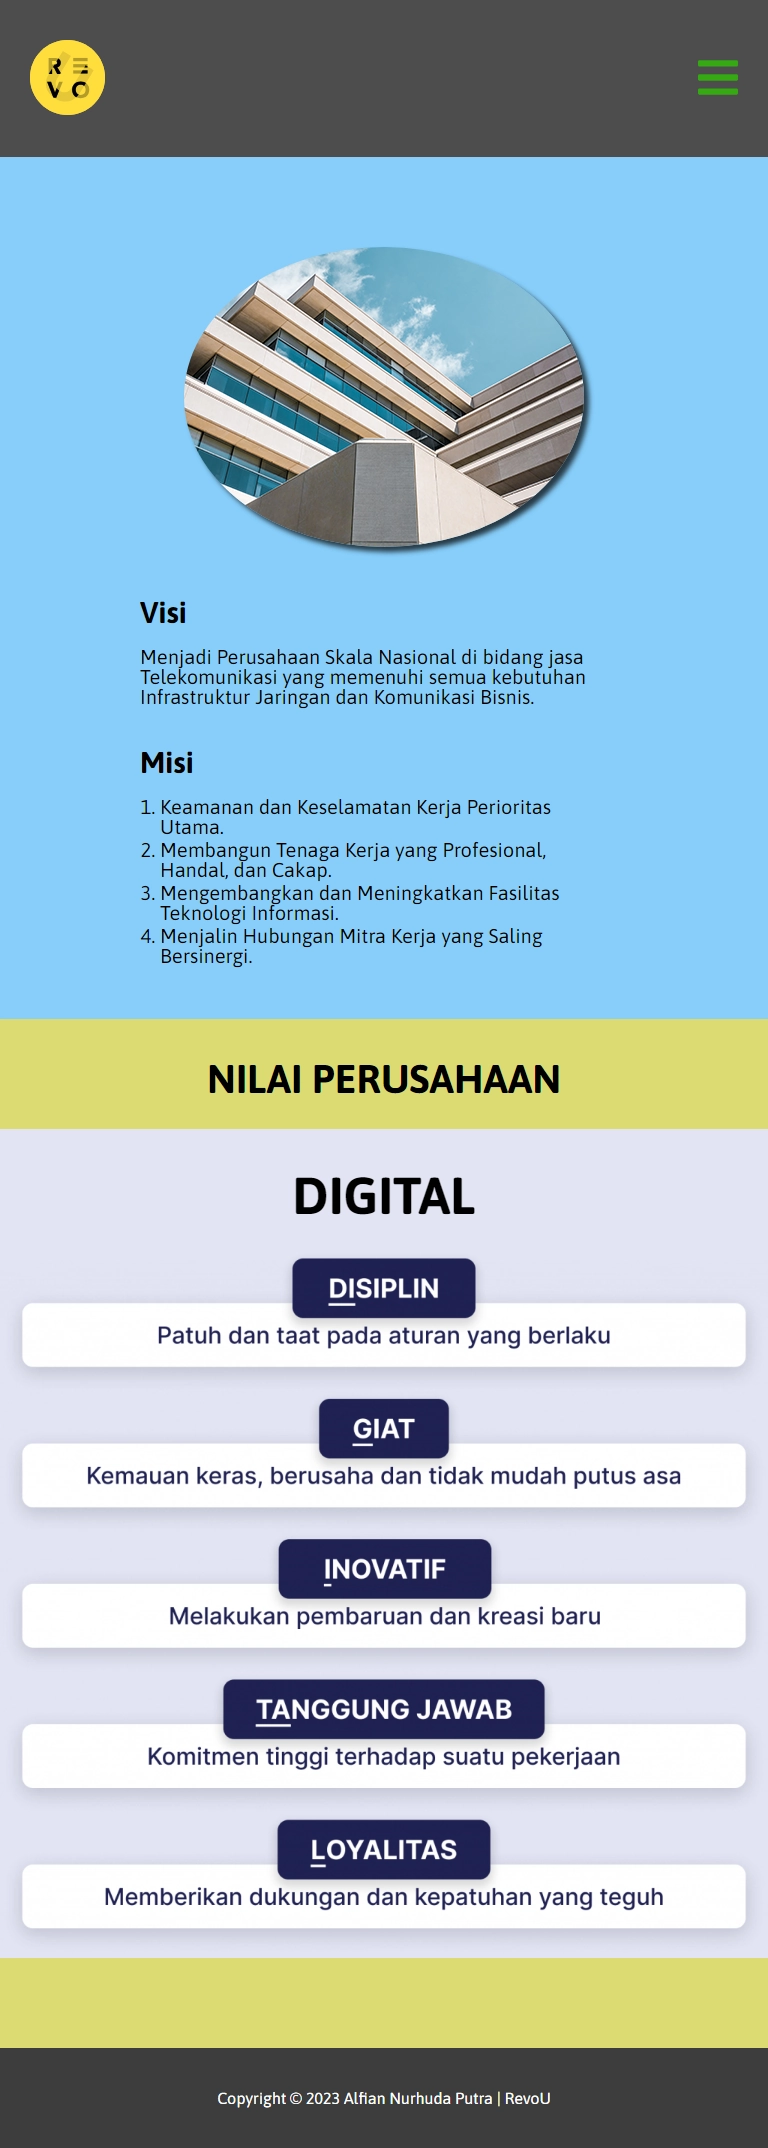 RE
VO
Visi
Menjadi Perusahaan Skala Nasional di bidang jasa
Telekomunikasi yang memenuhi semua kebutuhan
Infrastruktur Jaringan dan Komunikasi Bisnis.
Misi
1. Keamanan dan Keselamatan Kerja Perioritas
Utama.
2. Membangun Tenaga Kerja yang Profesional,
Handal, dan Cakap.
3. Mengembangkan dan Meningkatkan Fasilitas
Teknologi Informasi.
4. Menjalin Hubungan Mitra Kerja yang Saling
Bersinergi.
NILAI PERUSAHAAN
DIGITAL
DISIPLIN
Patuh dan taat pada aturan yang berlaku
GIAT
Kemauan keras, berusaha dan tidak mudah putus asa
INOVATIF
Melakukan pembaruan dan kreasi baru
TANGGUNG JAWAB
Komitmen tinggi terhadap suatu pekerjaan
LOYALITAS
Memberikan dukungan dan kepatuhan yang teguh
Copyright © 2023 Alfian Nurhuda Putra | RevoU